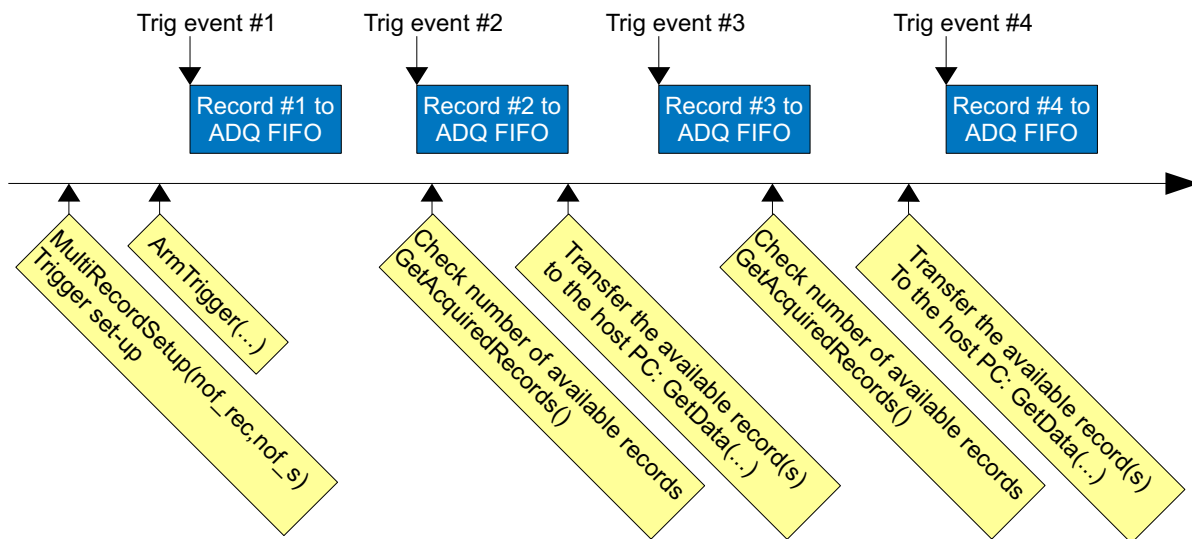 Trig event #1
Trig event #2
Trig event #3
Trig event #4
Record #1 to
ADQ FIFO
Record #2 to
ADQ FIFO
Record #3 to
ADQ FIFO
Record #4 to
ADQ FIFO
MultiRecordSetup(nof_rec,nof_s)
Trigger set-up
ArmTrigger(...)
Check number of available records
GetAcquiredRecords()
Transfer the available record(s)
to the host PC: GetData(...)
Check number of available records
GetAcquiredRecords()
Transfer the available record(s)
To the host PC: GetData(...)